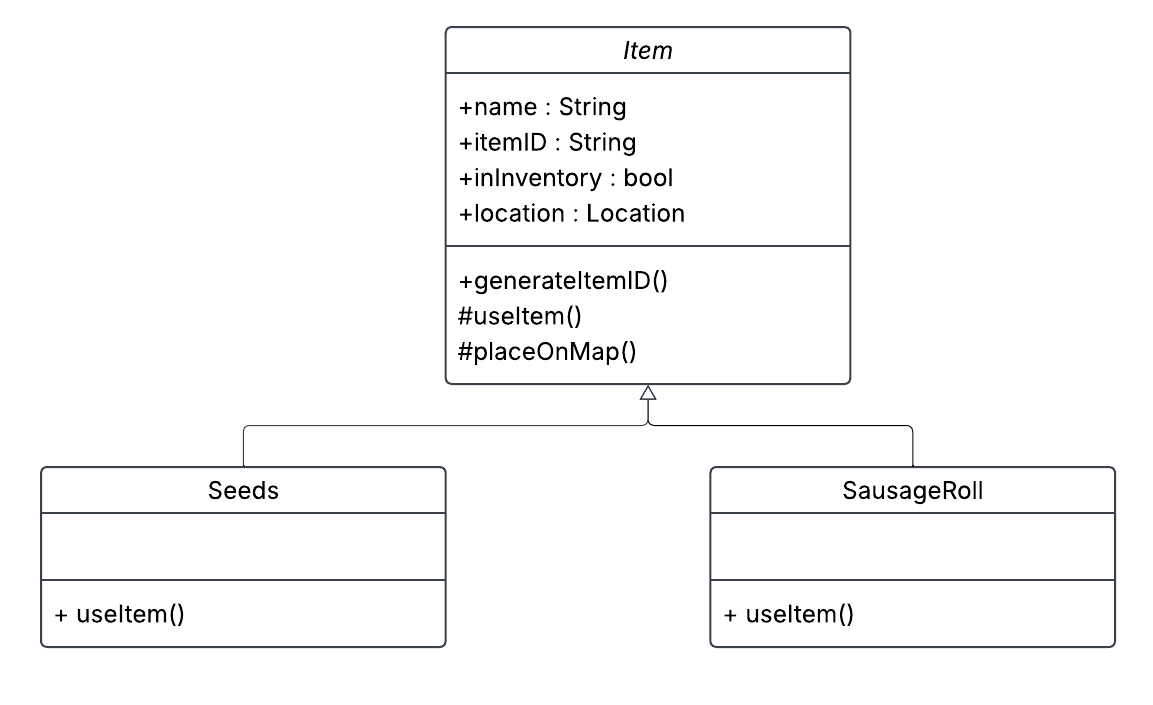 Item
+name : String
+itemID : String
+inInventory : bool
+location : Location
+generateItemID()
#useItem()
#placeOnMap()
Seeds
+ useItem()
SausageRoll
+ useItem()